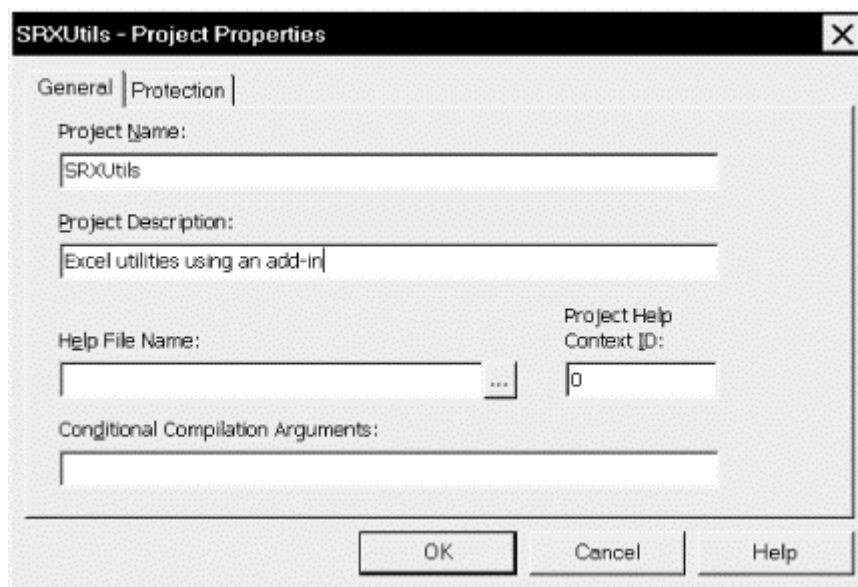 SRXUtils - Project Properties
General
Protection
Project Name:
SRXUtils
Project Description:
Excel utilities using an add-in
Help File Name:
...
Project Help
Context ID:
0
Conditional Compilation Arguments:
OK
Cancel
Help